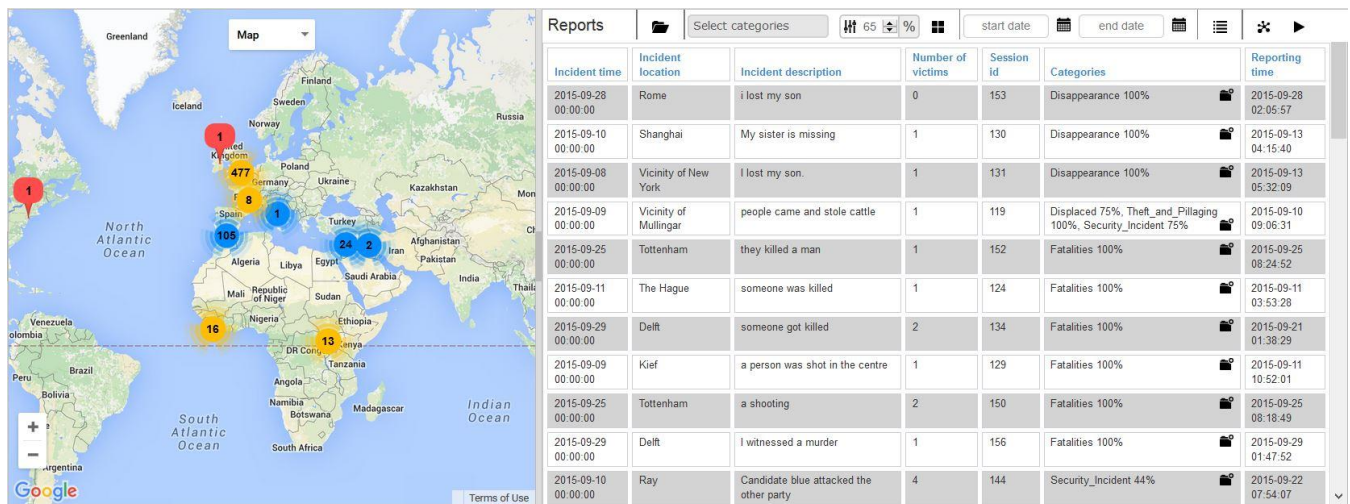 Greenland
Map
Iceland
Finland
Sweden
Norway
Russia
1
United
Kingdom
477
Poland
Germany
Ukraine
Kazakhstan
Mon
1
8
1
Spain
Turkey
105
24
2
Iran
Afghanistan
Pakistan
North
Atlantic
Ocean
Algeria
Libya
Egypt
Saudi Arabia
India
Thaila
Mali
Republic
of Niger
Sudan
16
Nigeria
Ethiopia
Venezuela
olombia
13
DR Congo
Kenya
Tanzania
Peru
Brazil
Bolivia
Angola
Namibia
Botswana
Madagascar
Indian
Ocean
South
Atlantic
Ocean
South Africa
+
−
Argentina
Google
Terms of Use
Reports
Select categories
65
%
start date
end date
Incident time
Incident location
Incident description
Number of victims
Session id
Categories
Reporting time
2015-09-28 00:00:00
Rome
i lost my son
0
153
Disappearance 100%
2015-09-28 02:05:57
2015-09-10 00:00:00
Shanghai
My sister is missing
1
130
Disappearance 100%
2015-09-13 04:15:40
2015-09-08 00:00:00
Vicinity of New York
I lost my son.
1
131
Disappearance 100%
2015-09-13 05:32:09
2015-09-09 00:00:00
Vicinity of Mullingar
people came and stole cattle
1
119
Displaced 75%, Theft_and_Pillaging
100%, Security_Incident 75%
2015-09-10 09:06:31
2015-09-25 00:00:00
Tottenham
they killed a man
1
152
Fatalities 100%
2015-09-25 08:24:52
2015-09-11 00:00:00
The Hague
someone was killed
1
124
Fatalities 100%
2015-09-11 03:53:28
2015-09-29 00:00:00
Delft
someone got killed
2
134
Fatalities 100%
2015-09-21 01:38:29
2015-09-09 00:00:00
Kief
a person was shot in the centre
1
129
Fatalities 100%
2015-09-11 10:52:01
2015-09-25 00:00:00
Tottenham
a shooting
2
150
Fatalities 100%
2015-09-25 08:18:49
2015-09-29 00:00:00
Delft
I witnessed a murder
1
156
Fatalities 100%
2015-09-29 01:47:52
2015-09-10 00:00:00
Ray
Candidate blue attacked the
other party
4
144
Security_Incident 44%
2015-09-22 07:54:07